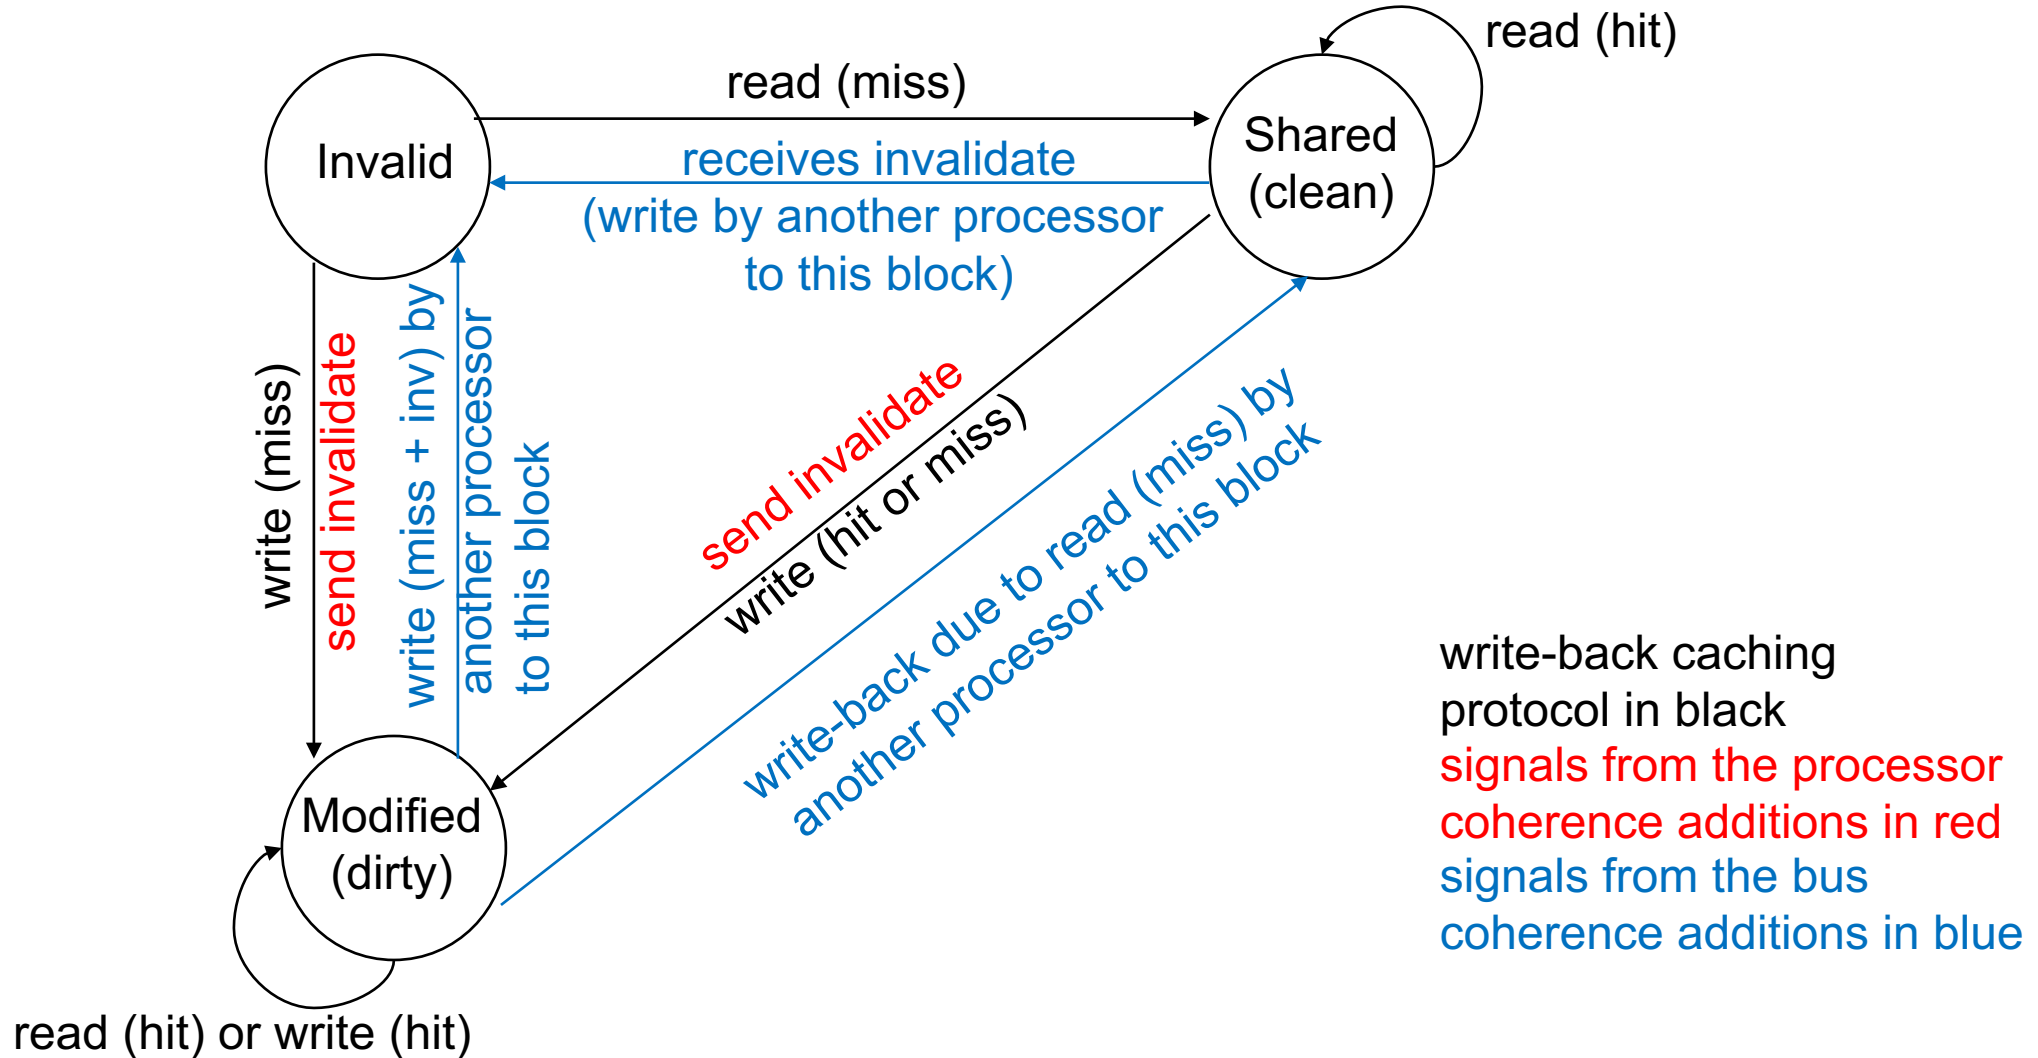 read (hit)
read (miss)
Invalid
Shared
(clean)
receives invalidate
(write by another processor
to this block)
write (miss)
send invalidate
write (miss + inv) by
another processor
to this block
send invalidate
write (hit or miss)
write-back due to read (miss) by
another processor to this block
Modified
(dirty)
read (hit) or write (hit)
write-back caching
protocol in black
signals from the processor
coherence additions in red
signals from the bus
coherence additions in blue